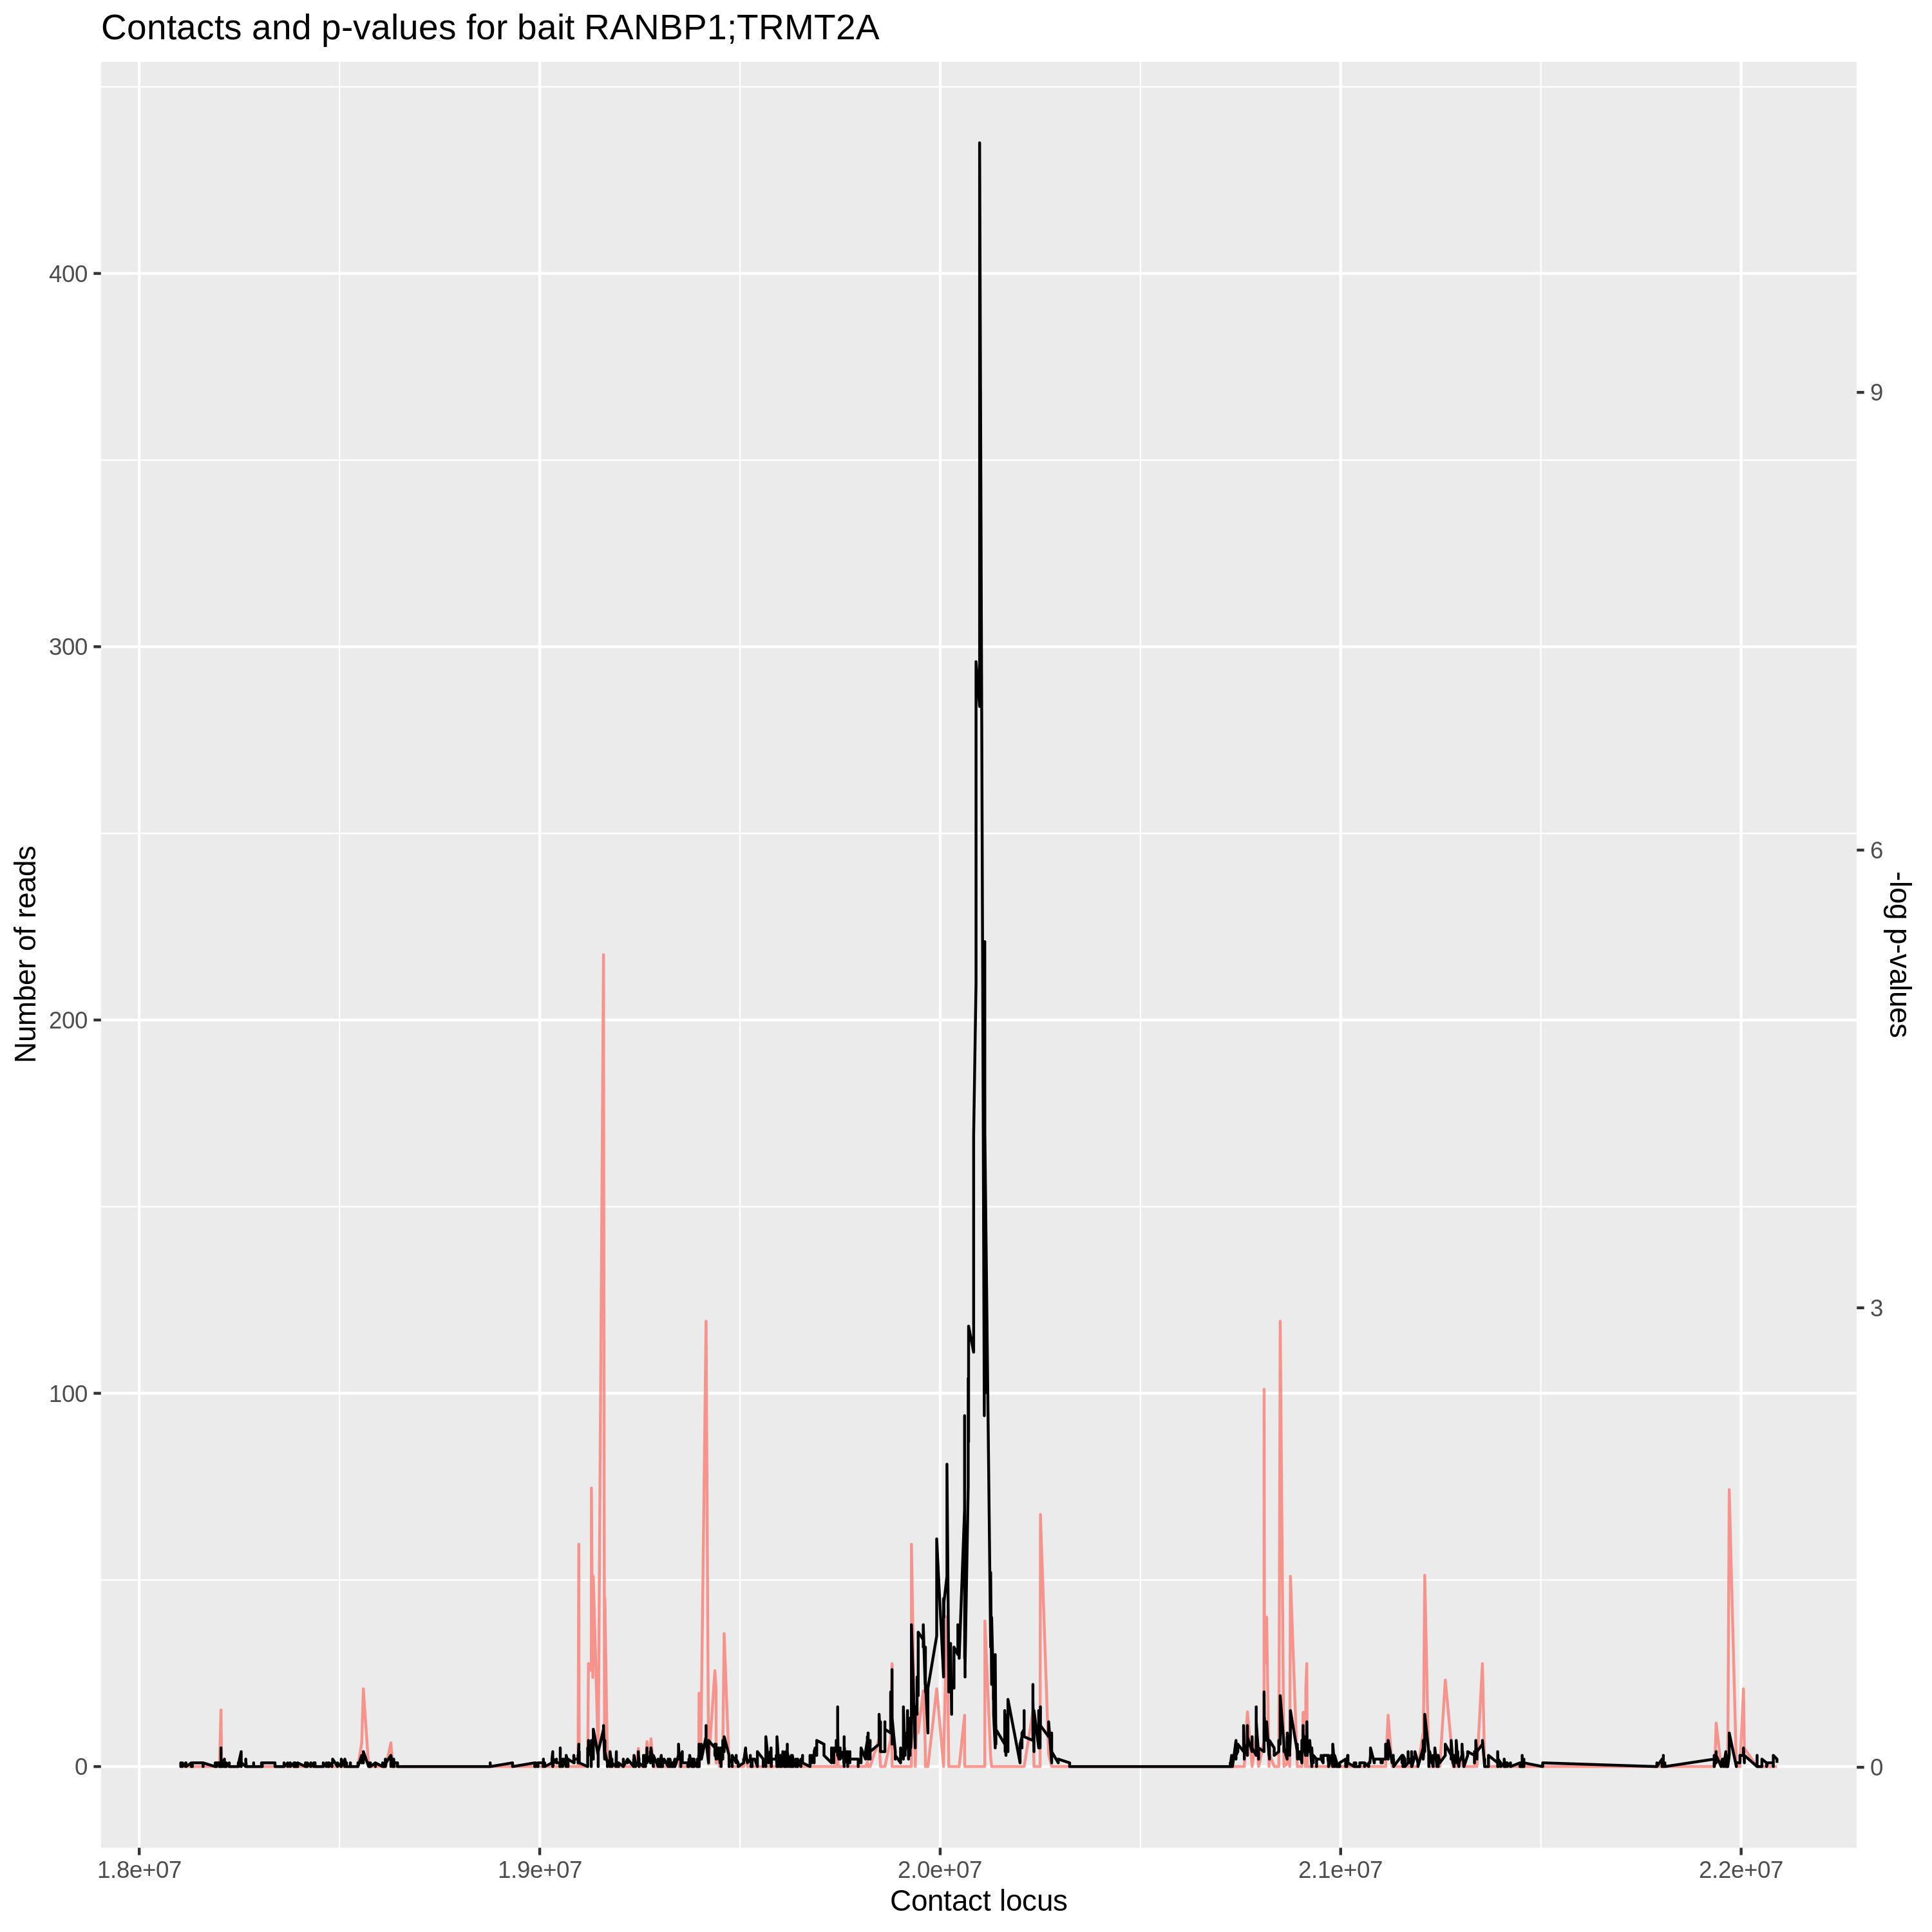 Contacts and p-values for bait RANBP1;TRMT2A
Number of reads
400
300
200
100
0
9
6
3
0
-log p-values
1.8e+07
1.9e+07
2.0e+07
2.1e+07
2.2e+07
Contact locus